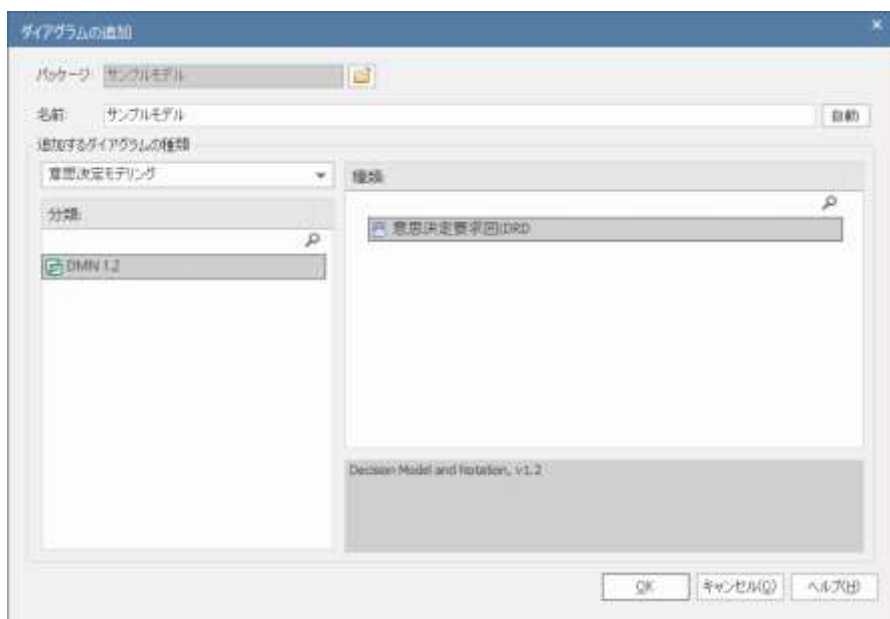 ダイアグラムの追加
パッケージ: サンプルモデル
名前: サンプルモデル 自動
追加するダイアグラムの種類
意思決定モデリング
種類:
分類:
意思決定要求図|DRD
DMN 1.2
Decision Model and Notation, v1.2
OK キャンセル(C) ヘルプ(H)